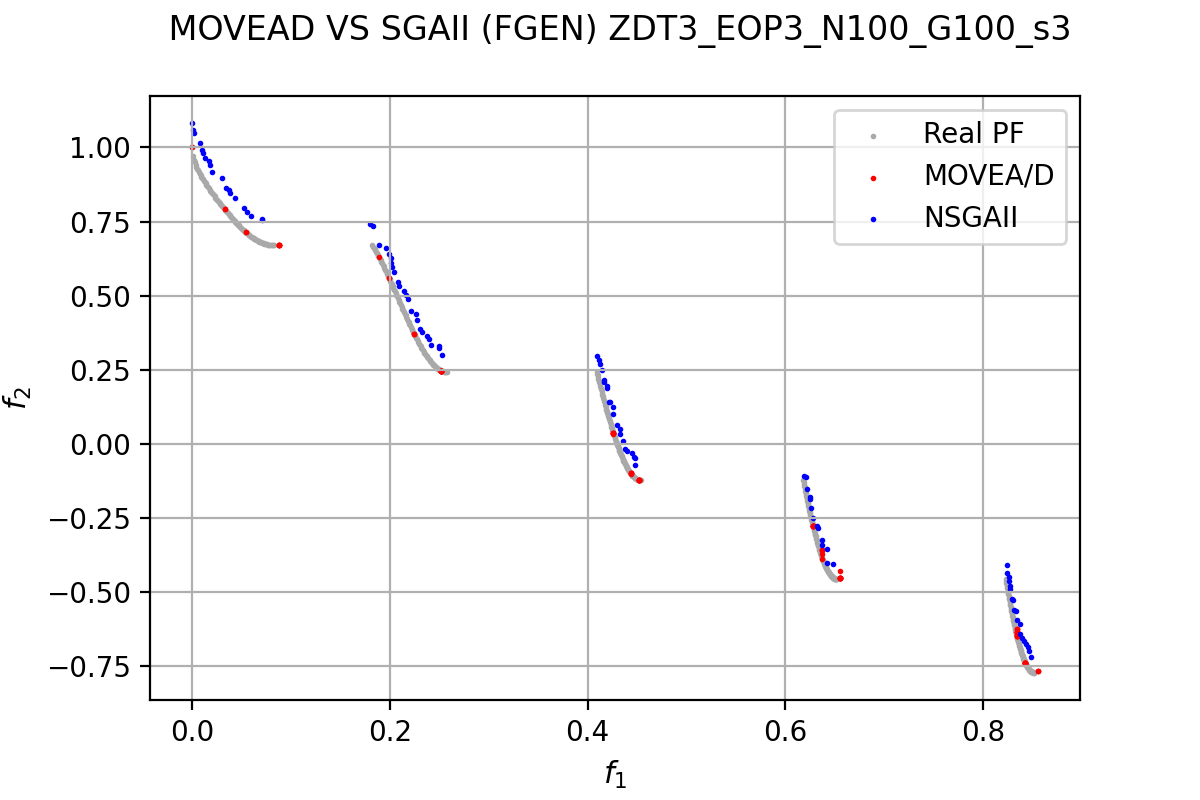 MOVEAD VS SGAII (FGEN) ZDT3_EOP3_N100_G100_s3
Real PF
MOVEA/D
NSGAII
1.00
0.75
0.50
0.25
0.00
−0.25
−0.50
−0.75
f2
0.0 0.2 0.4 0.6 0.8
f1